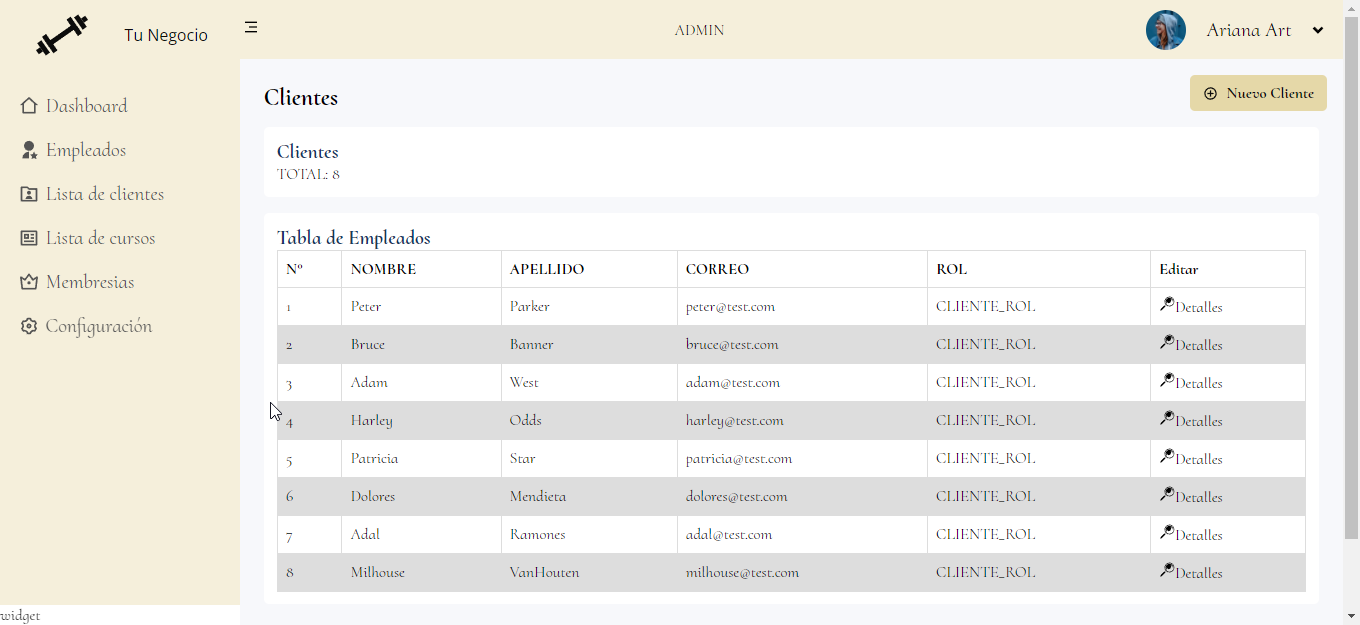 Tu Negocio
ADMIN
Ariana Art
Dashboard
Empleados
Lista de clientes
Lista de cursos
Membresias
Configuración
widget
Clientes
Nuevo Cliente
Clientes
TOTAL: 8
Tabla de Empleados
Nº NOMBRE APELLIDO CORREO ROL Editar
1 Peter Parker peter@test.com CLIENTE_ROL Detalles
2 Bruce Banner bruce@test.com CLIENTE_ROL Detalles
3 Adam West adam@test.com CLIENTE_ROL Detalles
4 Harley Odds harley@test.com CLIENTE_ROL Detalles
5 Patricia Star patricia@test.com CLIENTE_ROL Detalles
6 Dolores Mendieta dolores@test.com CLIENTE_ROL Detalles
7 Adal Ramones adal@test.com CLIENTE_ROL Detalles
8 Milhouse VanHouten milhouse@test.com CLIENTE_ROL Detalles